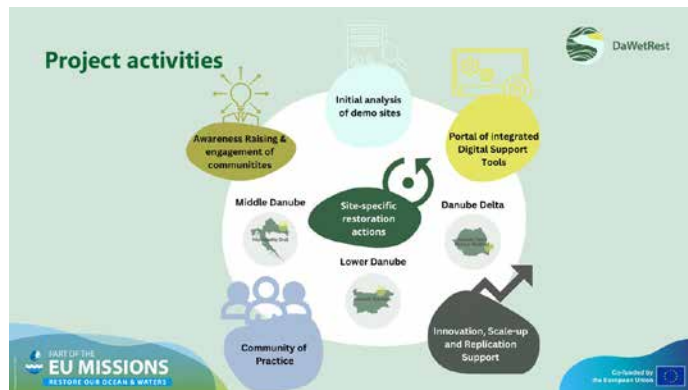 Project activities
DaWetRest
Initial analysis
of demo sites
Awareness Raising &
engagement of
communitites
Portal of Integrated
Digital Support
Tools
Middle Danube
Site-specific
restoration
actions
Danube Delta
Lower Danube
Community of
Practice
Innovation, Scale-up
and Replication
Support
PART OF THE
EU MISSIONS
RESTORE OUR OCEAN & WATERS
Co-funded by
the European Union